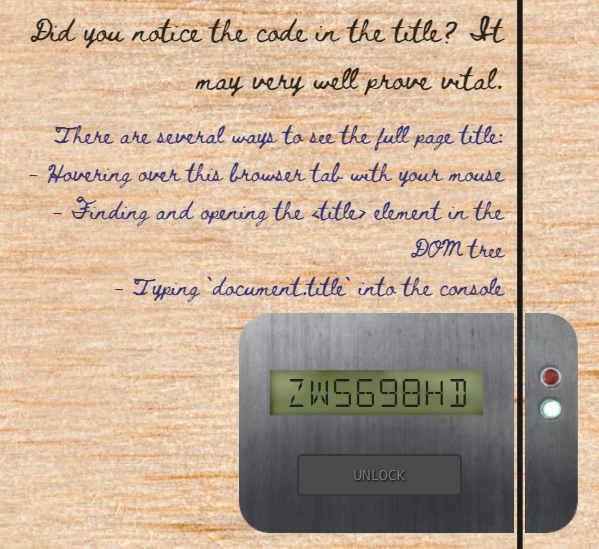 Did you notice the code in the title? It
may very well prove vital.
There are several ways to see the full page title:
- Hovering over this browser tab with your mouse
- Finding and opening the <title> element in the
DOM tree
- Typing `document.title` into the console
ZWS698HD
UNLOCK